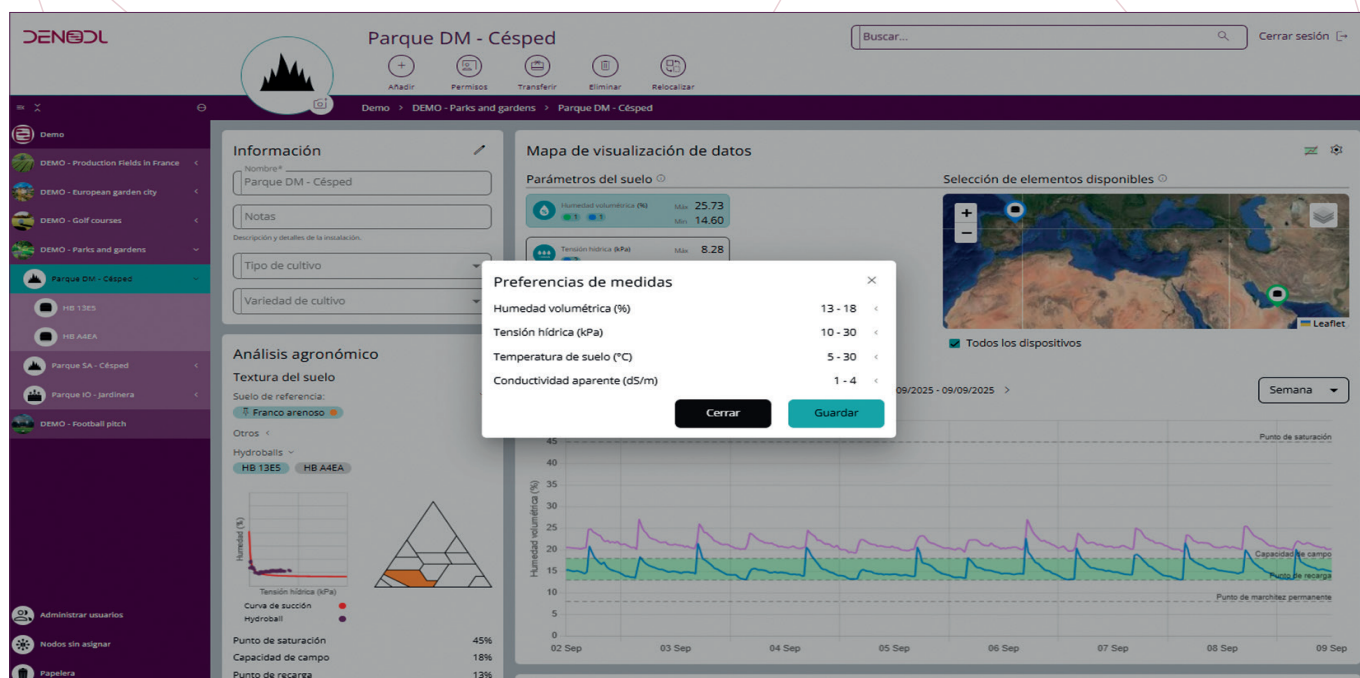 DENODL
Parque DM - Césped
Buscar...
Cerrar sesión
Añadir
Permisos
Transferir
Eliminar
Relocalizar
Demo > DEMO - Parks and gardens > Parque DM - Césped
Demo
DEMO - Production Fields in France
DEMO - European garden city
DEMO - Golf courses
DEMO - Parks and gardens
Parque DM - Césped
HB 13E5
HB A4EA
Parque SA - Césped
Parque IO - Jardinera
DEMO - Football pitch
Administrar usuarios
Nodos sin asignar
Papelera
Información
Nombre*
Parque DM - Césped
Notas
Descripción y detalles de la instalación.
Tipo de cultivo
Variedad de cultivo
Análisis agronómico
Textura del suelo
Suelo de referencia:
Franco arenoso
Otros
Hydroballs
HB 13E5 HB A4EA
Humedad (%)
Tensión hídrica (kPa)
Curva de succión
Hydroball
Punto de saturación 45%
Capacidad de campo 18%
Punto de recarga 13%
Mapa de visualización de datos
Parámetros del suelo
Humedad volumétrica (%) Máx 25.73
1 1 Mín 14.60
Tensión hídrica (kPa) Máx 8.28
Selección de elementos disponibles
+
−
Leaflet
Todos los dispositivos
Preferencias de medidas ×
Humedad volumétrica (%) 13 - 18
Tensión hídrica (kPa) 10 - 30
Temperatura de suelo (°C) 5 - 30
Conductividad aparente (dS/m) 1 - 4
Cerrar Guardar
09/2025 - 09/09/2025 >
Semana
Humedad volumétrica (%)
45
40
35
30
25
20
15
10
5
0
Punto de saturación
Capacidad de campo
Punto de recarga
Punto de marchitez permanente
02 Sep 03 Sep 04 Sep 05 Sep 06 Sep 07 Sep 08 Sep 09 Sep